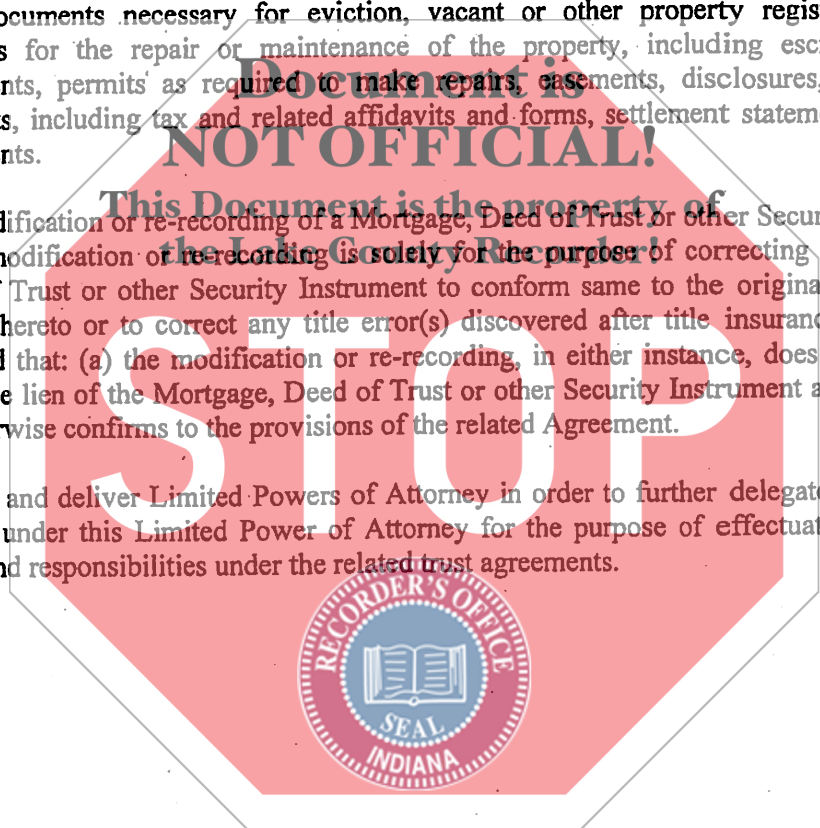 ocuments necessary for eviction, vacant or other property regis
s for the repair or maintenance of the property, including esc
nts, permits as required to make repairs, easements, disclosures,
Document is
s, including tax and related affidavits and forms, settlement statem
NOT OFFICIAL!
nts.
This Document is the property of
dification or re-recording of a Mortgage, Deed of Trust or other Secur
the Lake County Recorder!
nodification or re-recording is solely for the purpose of correcting
Trust or other Security Instrument to conform same to the origina
hereto or to correct any title error(s) discovered after title insuranc
d that: (a) the modification or re-recording, in either instance, does
e lien of the Mortgage, Deed of Trust or other Security Instrument a
rwise confirms to the provisions of the related Agreement.
STOP
and deliver Limited Powers of Attorney in order to further delegat
under this Limited Power of Attorney for the purpose of effectuat
nd responsibilities under the related trust agreements.
RECORDER'S OFFICE
SEAL
INDIANA